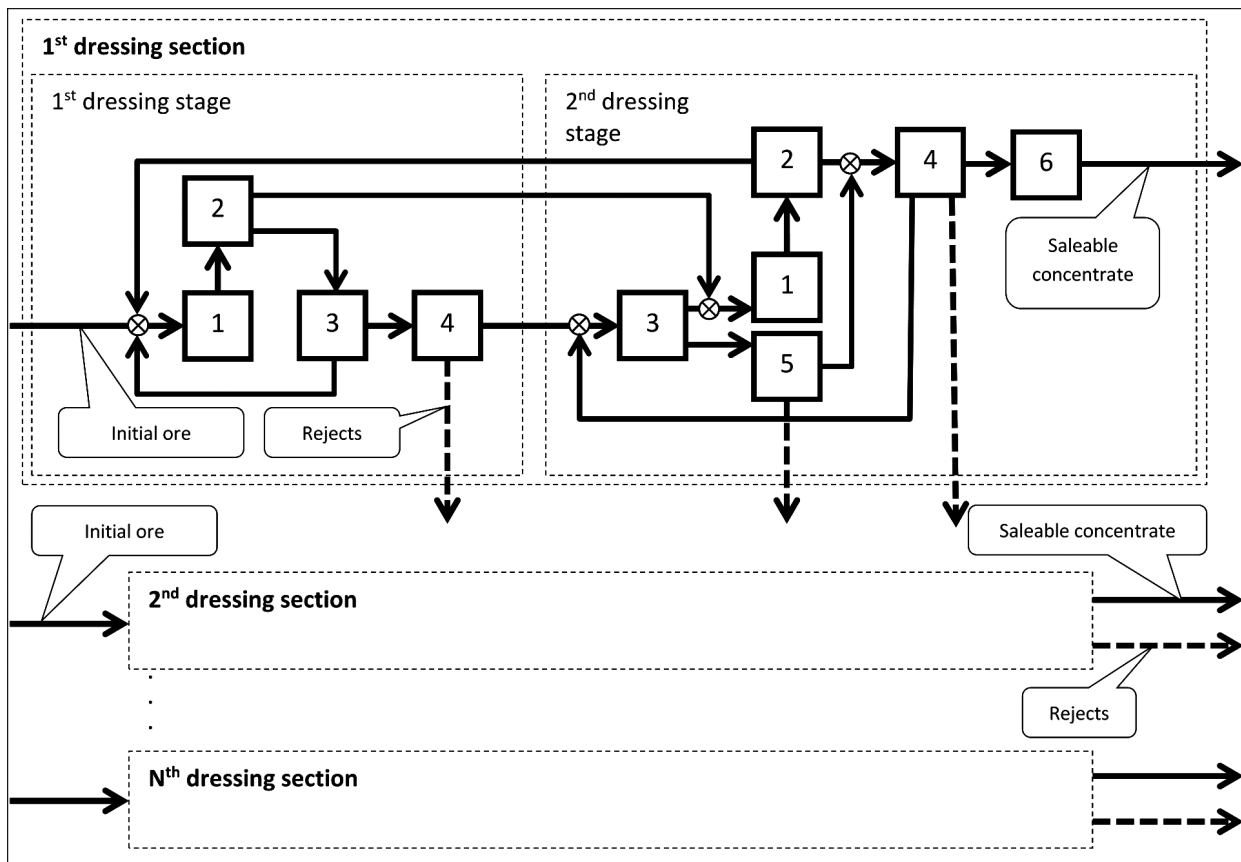 1st dressing section
1st dressing stage
2nd dressing
stage
2
4
6
2
Saleable
concentrate
1
1
3
4
3
5
Initial ore
Rejects
Initial ore
Saleable concentrate
2nd dressing section
.
.
.
Rejects
Nth dressing section